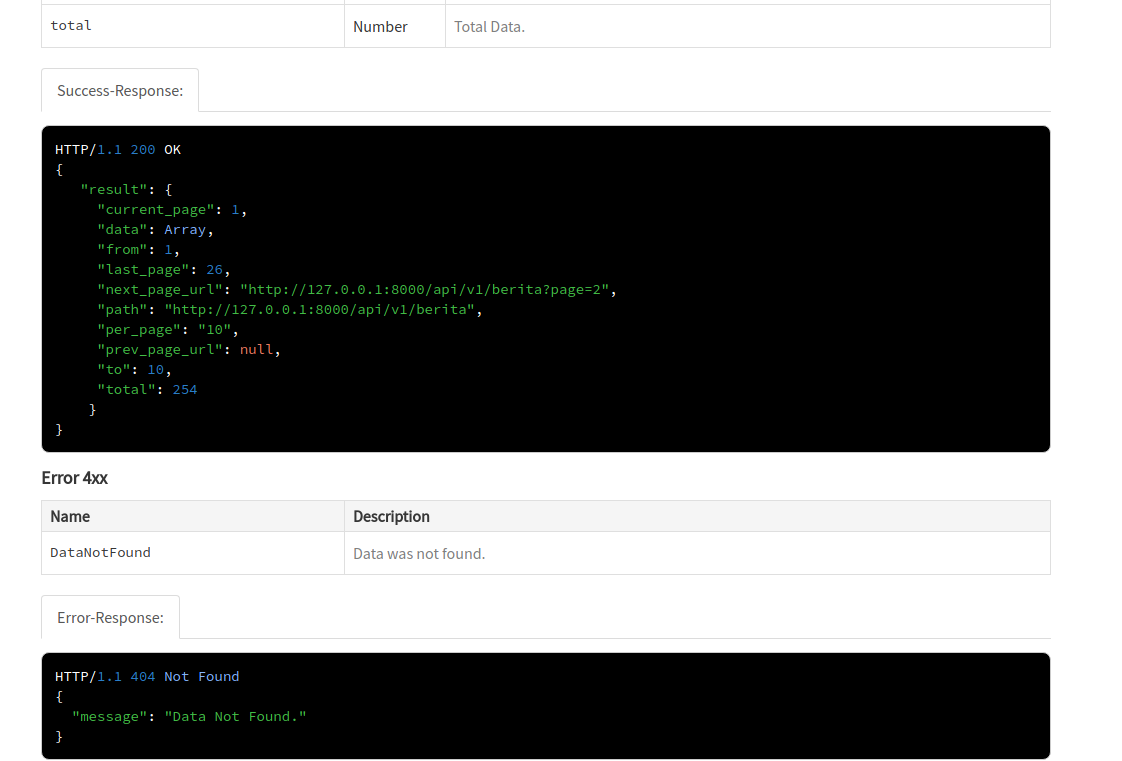 total Number Total Data.
Success-Response:
HTTP/1.1 200 OK
{
   "result": {
     "current_page": 1,
     "data": Array,
     "from": 1,
     "last_page": 26,
     "next_page_url": "http://127.0.0.1:8000/api/v1/berita?page=2",
     "path": "http://127.0.0.1:8000/api/v1/berita",
     "per_page": "10",
     "prev_page_url": null,
     "to": 10,
     "total": 254
    }
}
Error 4xx
Name Description
DataNotFound Data was not found.
Error-Response:
HTTP/1.1 404 Not Found
{
  "message": "Data Not Found."
}